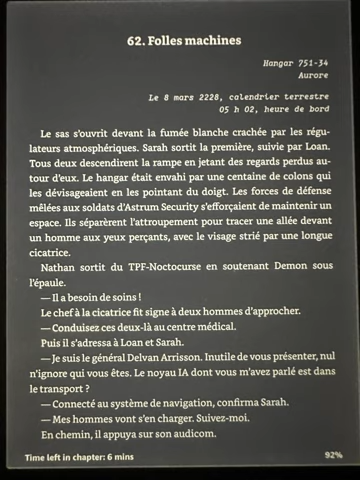 62. Folles machines
Hangar 751-34
Aurore
Le 8 mars 2228, calendrier terrestre
05 h 02, heure de bord
Le sas s'ouvrit devant la fumée blanche crachée par les régu-
lateurs atmosphériques. Sarah sortit la première, suivie par Loan.
Tous deux descendirent la rampe en jetant des regards perdus au-
tour d'eux. Le hangar était envahi par une centaine de colons qui
les dévisageaient en les pointant du doigt. Les forces de défense
mêlées aux soldats d'Astrum Security s'efforçaient de maintenir un
espace. Ils séparèrent l'attroupement pour tracer une allée devant
un homme aux yeux perçants, avec le visage strié par une longue
cicatrice.
Nathan sortit du TPF-Noctocurse en soutenant Demon sous
l'épaule.
— Il a besoin de soins !
Le chef à la cicatrice fit signe à deux hommes d'approcher.
— Conduisez ces deux-là au centre médical.
Puis il s'adressa à Loan et Sarah.
— Je suis le général Delvan Arrisson. Inutile de vous présenter, nul
n'ignore qui vous êtes. Le noyau IA dont vous m'avez parlé est dans
le transport ?
— Connecté au système de navigation, confirma Sarah.
— Mes hommes vont s'en charger. Suivez-moi.
En chemin, il appuya sur son audicom.
Time left in chapter: 6 mins 92%